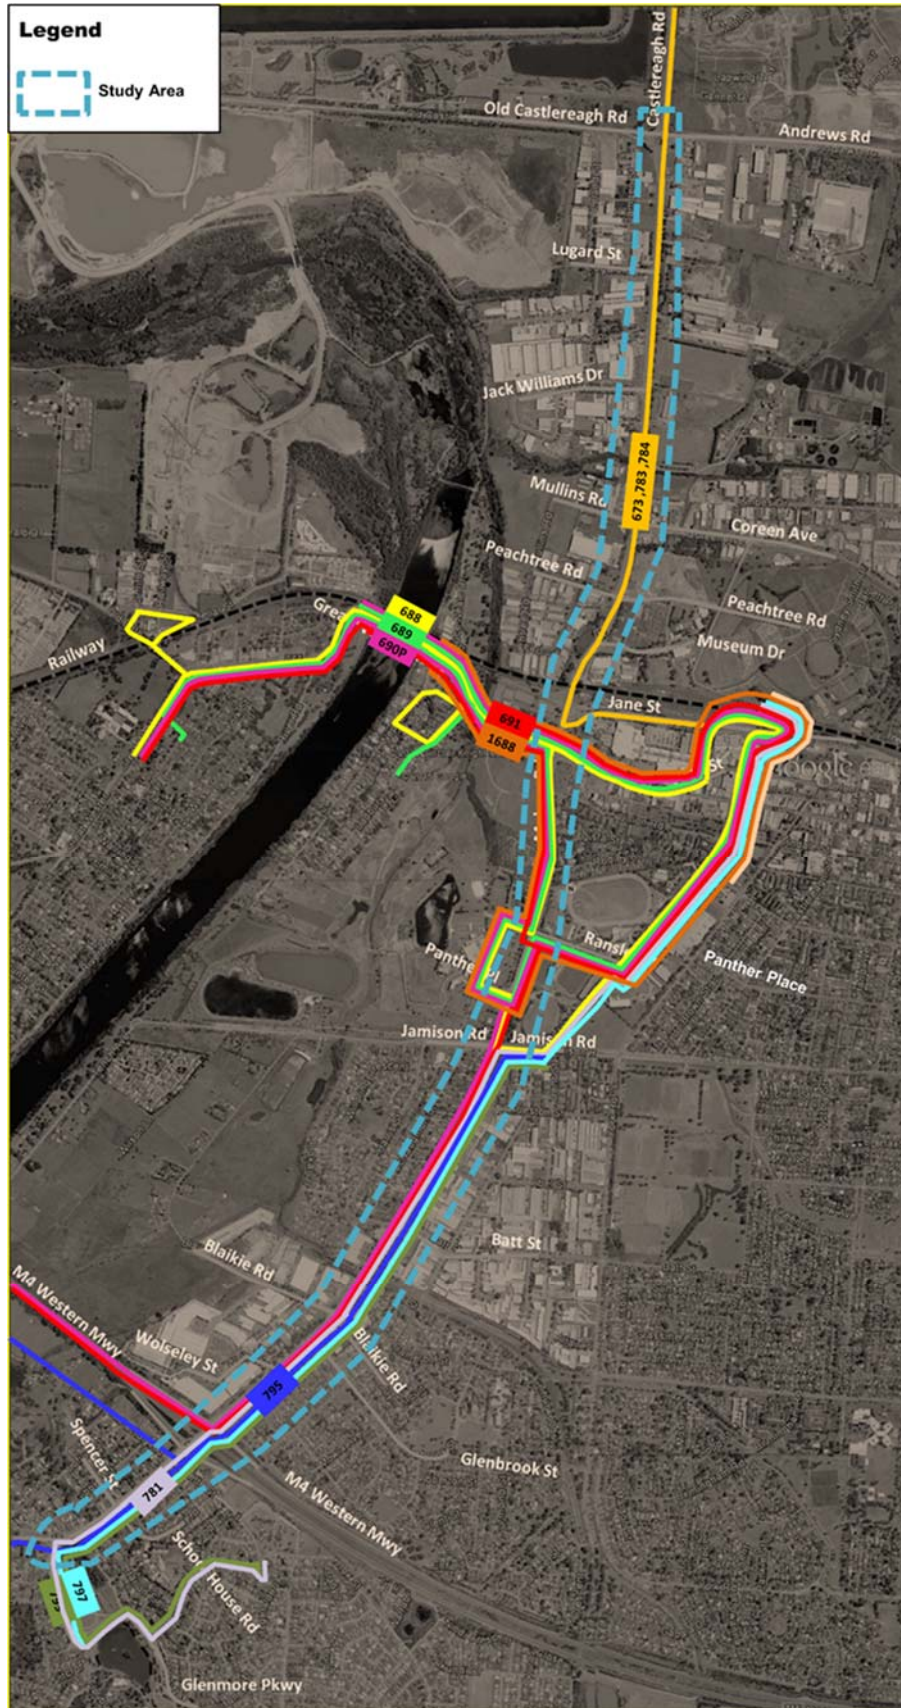 Legend
Study Area
Castlereagh Rd
Old Castlereagh Rd
Andrews Rd
Lugard St
Jack Williams Dr
673 ,783 ,784
Mullins Rd
Coreen Ave
Peachtree Rd
Peachtree Rd
Museum Dr
Railway
688
689
690P
Jane St
691
1688
St
Google
Panther Place
Jamison Rd
Jamison Rd
Batt St
Blaikie Rd
M4 Western Mwy
Wolseley St
Blaikie Rd
795
Spencer St
Glenbrook St
781
M4 Western Mwy
School House Rd
797
Glenmore Pkwy